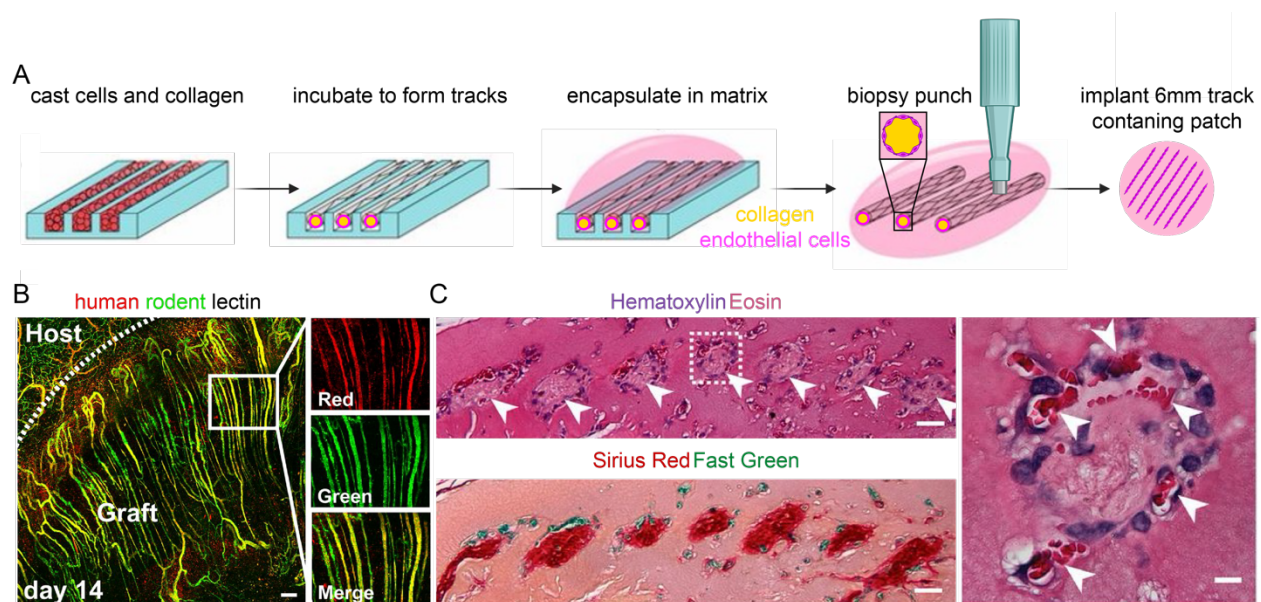 A
cast cells and collagen
incubate to form tracks
encapsulate in matrix
biopsy punch
implant 6mm track
contaning patch
collagen
endothelial cells
B
human rodent lectin
Host
Graft
day 14
Red
Green
Merge
C
Hematoxylin Eosin
Sirius Red Fast Green